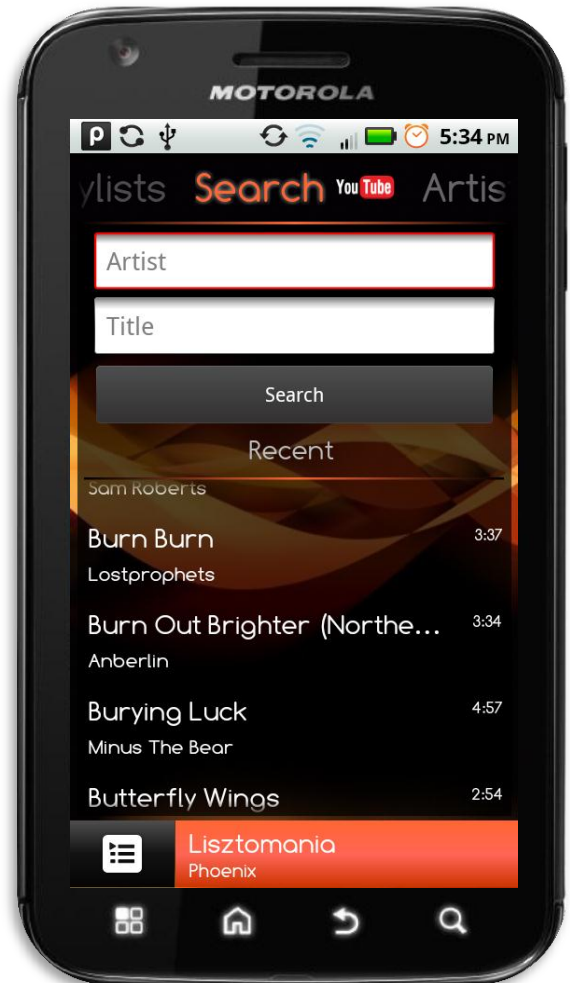 MOTOROLA
5:34 PM
ylists Search YouTube Artis
Artist
Title
Search
Recent
Sam Roberts
Burn Burn 3:37
Lostprophets
Burn Out Brighter (Northe... 3:34
Anberlin
Burying Luck 4:57
Minus The Bear
Butterfly Wings 2:54
Lisztomania
Phoenix